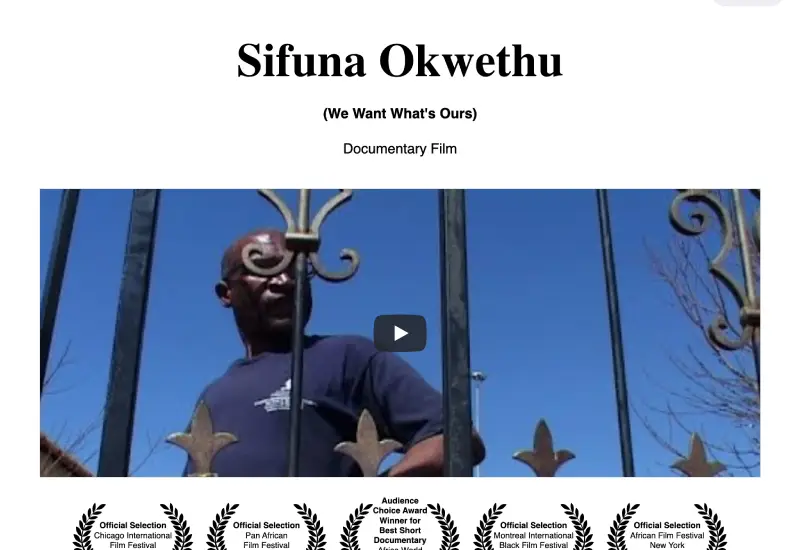 Sifuna Okwethu
(We Want What's Ours)
Documentary Film
Official Selection
Chicago International
Film Festival
Official Selection
Pan African
Film Festival
Audience
Choice Award
Winner for
Best Short
Documentary
Africa World
Official Selection
Montreal International
Black Film Festival
Official Selection
African Film Festival
New York